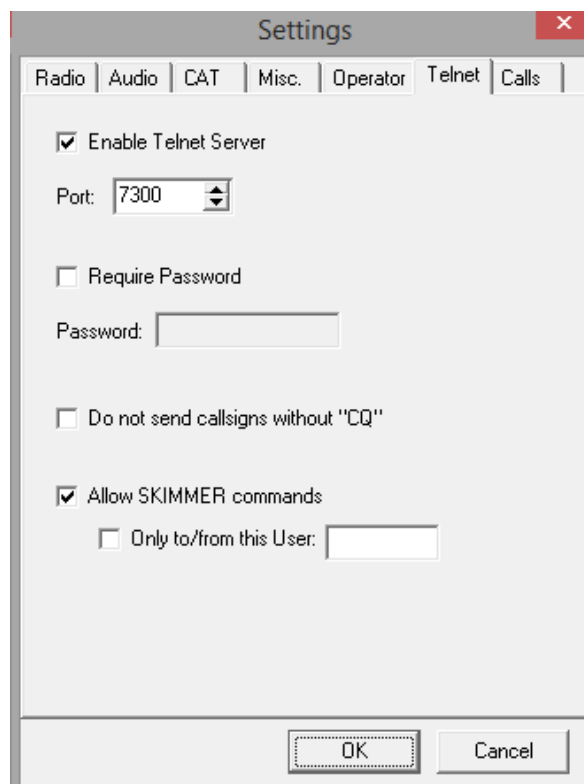 Settings
Radio Audio CAT Misc. Operator Telnet Calls
Enable Telnet Server
Port: 7300
Require Password
Password:
Do not send callsigns without "CQ"
Allow SKIMMER commands
Only to/from this User:
OK Cancel